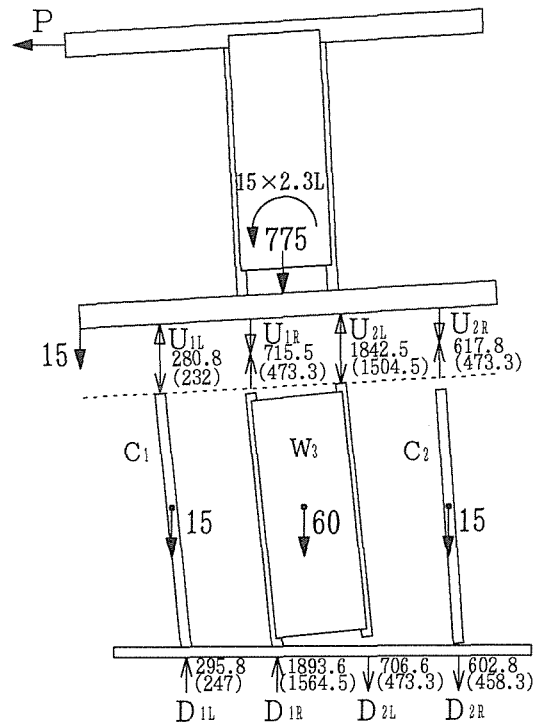 P
15×2.3L
775
15
U1L
280.8
(232)
U1R
715.5
(473.3)
U2L
1842.5
(1504.5)
U2R
617.8
(473.3)
C1
W3
C2
15
60
15
295.8
(247)
1893.6
(1564.5)
706.6
(473.3)
602.8
(458.3)
D1L
D1R
D2L
D2R